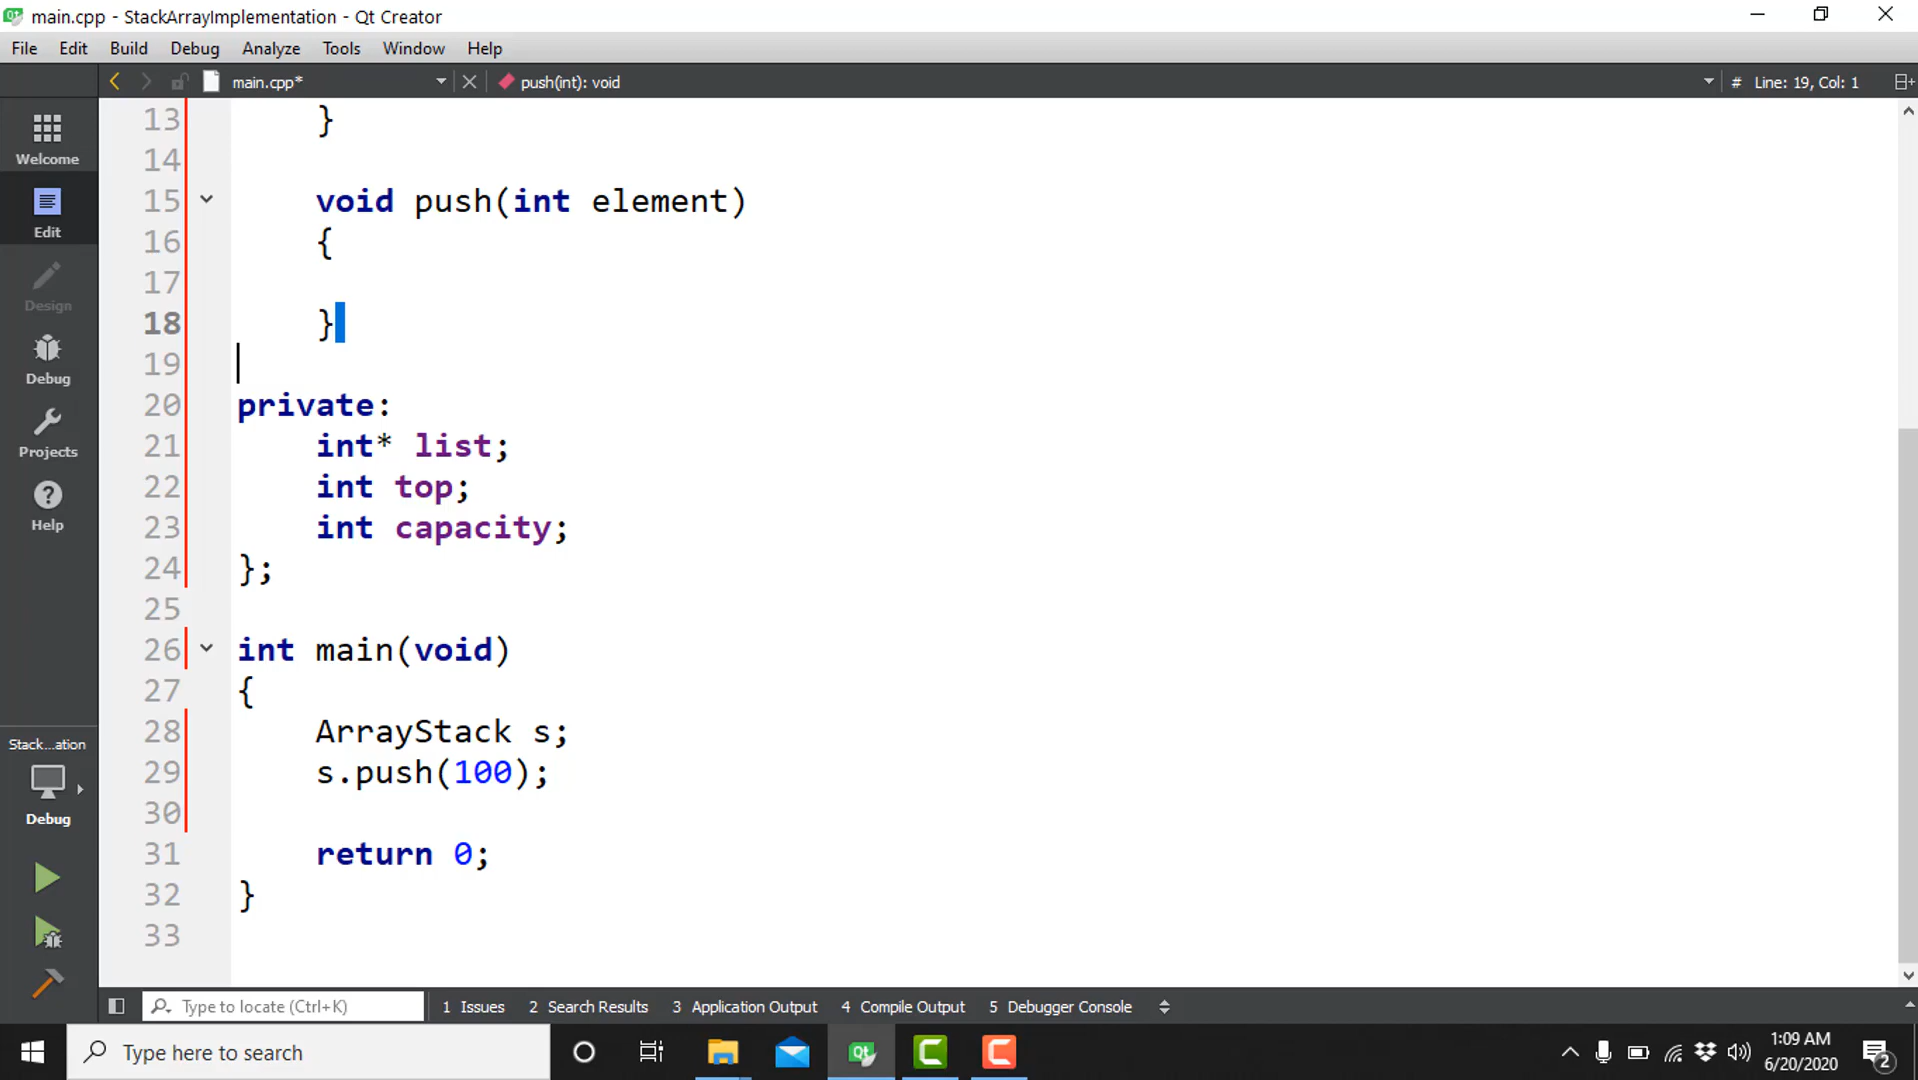 main.cpp - StackArrayImplementation - Qt Creator
File Edit Build Debug Analyze Tools Window Help
main.cpp* push(int): void # Line: 19, Col: 1
Welcome
Edit
Design
Debug
Projects
Help
Stack...ation
Debug
13 }
14
15 void push(int element)
16 {
17
18 }
19
20 private:
21 int* list;
22 int top;
23 int capacity;
24 };
25
26 int main(void)
27 {
28 ArrayStack s;
29 s.push(100);
30
31 return 0;
32 }
33
Type to locate (Ctrl+K) 1 Issues 2 Search Results 3 Application Output 4 Compile Output 5 Debugger Console
Type here to search
1:09 AM
6/20/2020
2